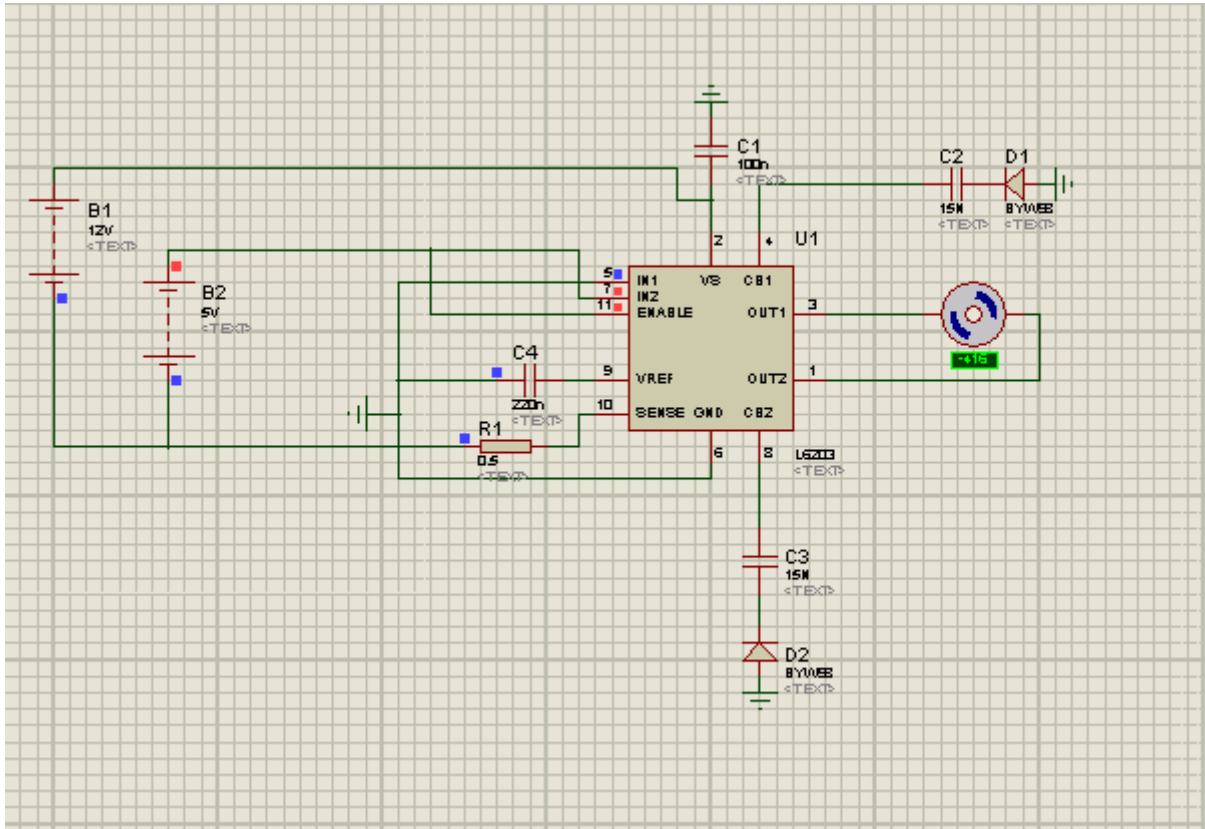 C1
100n
<TEXT>
C2
15N
<TEXT>
D1
BYW98
<TEXT>
B1
12V
<TEXT>
B2
5V
<TEXT>
2
4
U1
5
IN1
VS
CB1
7
IN2
11
ENABLE
OUT1
3
C4
220n
<TEXT>
9
VREF
OUT2
1
10
SENSE
GND
CB2
R1
0.5
<TEXT>
6
8
L6203
<TEXT>
C3
15N
<TEXT>
D2
BYW98
<TEXT>